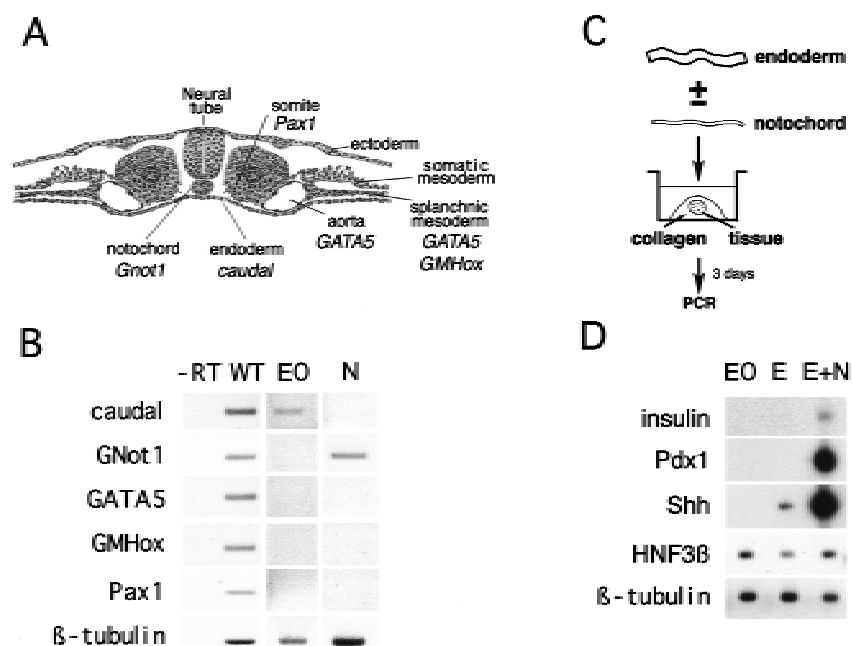 A
Neural
tube
somite
Pax1
ectoderm
somatic
mesoderm
splanchnic
mesoderm
GATA5
GMHox
aorta
GATA5
notochord
Gnot1
endoderm
caudal
C
endoderm
±
notochord
collagen tissue
3 days
PCR
B
-RT WT EO N
caudal
GNot1
GATA5
GMHox
Pax1
ß-tubulin
D
EO E E+N
insulin
Pdx1
Shh
HNF3ß
ß-tubulin